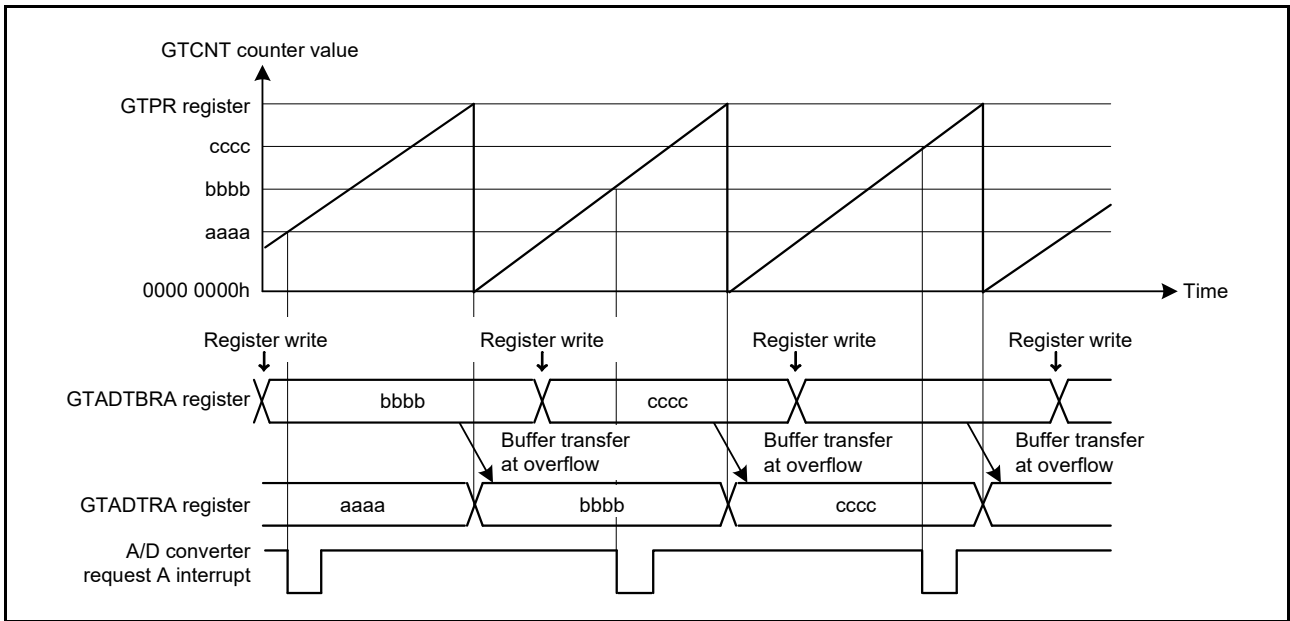 GTCNT counter value
GTPR register
cccc
bbbb
aaaa
0000 0000h
Time
Register write Register write Register write Register write
GTADTBRA register bbbb cccc
Buffer transfer at overflow
Buffer transfer at overflow
Buffer transfer at overflow
GTADTRA register aaaa bbbb cccc
A/D converter
request A interrupt